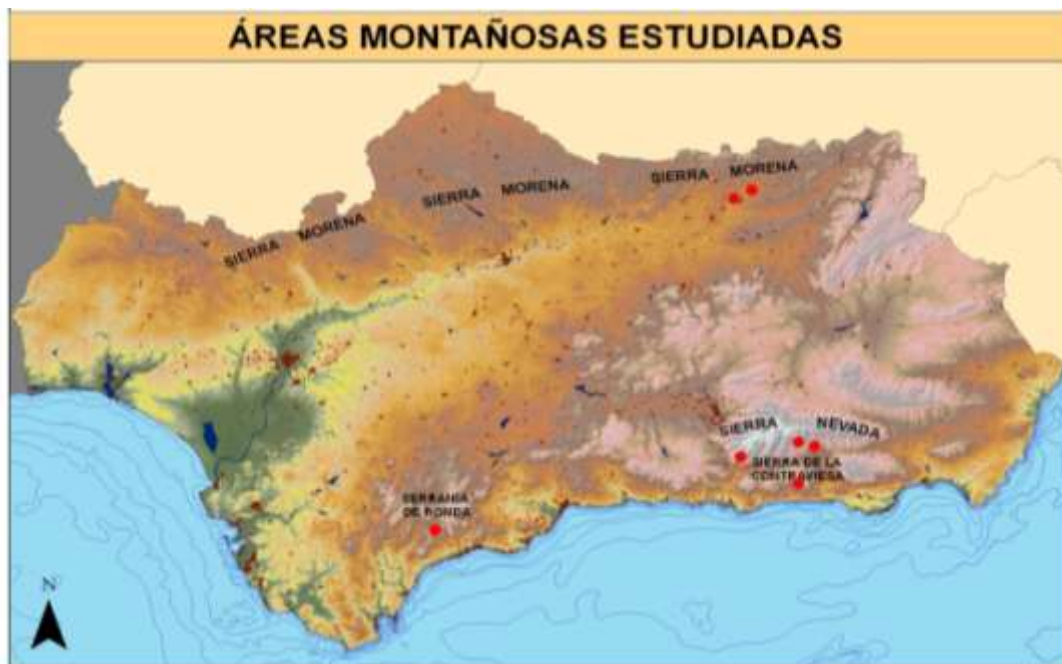 ÁREAS MONTAÑOSAS ESTUDIADAS
SIERRA MORENA
SIERRA MORENA
SIERRA MORENA
SIERRA NEVADA
SIERRA DE LA
CONTRAVIESA
SERRANÍA
DE RONDA
N